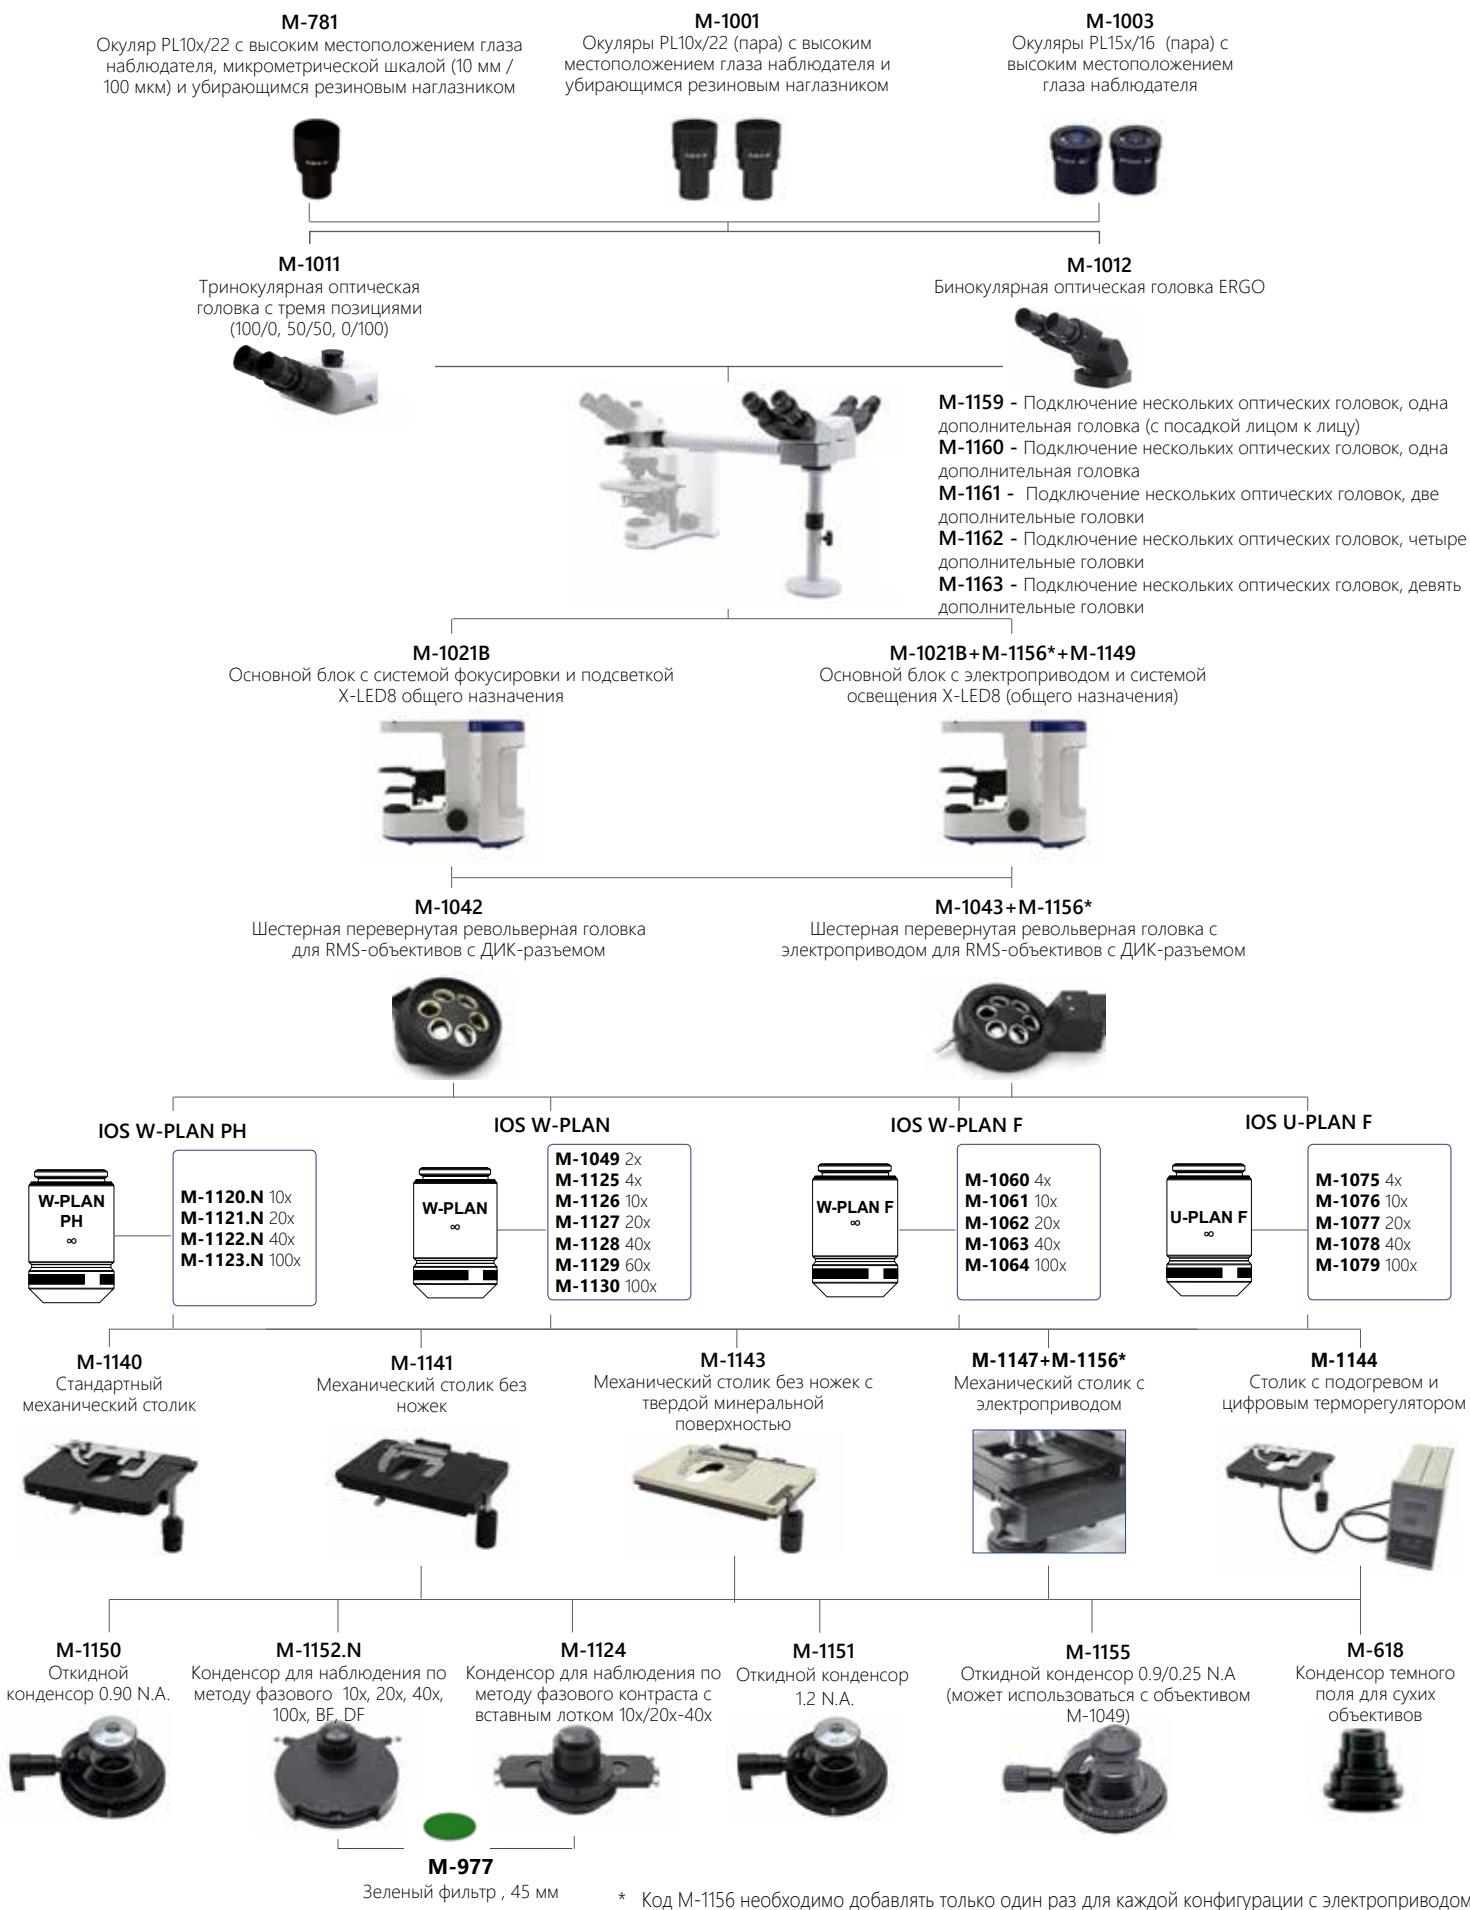 M-781
Окуляр PL10x/22 с высоким местоположением глаза
наблюдателя, микрометрической шкалой (10 мм /
100 мкм) и убирающимся резиновым наглазником
M-1001
Окуляры PL10x/22 (пара) с высоким
местоположением глаза наблюдателя и
убирающимся резиновым наглазником
M-1003
Окуляры PL15x/16 (пара) с
высоким местоположением
глаза наблюдателя
M-1011
Тринокулярная оптическая
головка с тремя позициями
(100/0, 50/50, 0/100)
M-1012
Бинокулярная оптическая головка ERGO
M-1159 - Подключение нескольких оптических головок, одна
дополнительная головка (с посадкой лицом к лицу)
M-1160 - Подключение нескольких оптических головок, одна
дополнительная головка
M-1161 - Подключение нескольких оптических головок, две
дополнительные головки
M-1162 - Подключение нескольких оптических головок, четыре
дополнительные головки
M-1163 - Подключение нескольких оптических головок, девять
дополнительные головки
M-1021B
Основной блок с системой фокусировки и подсветкой
X-LED8 общего назначения
M-1021B+M-1156*+M-1149
Основной блок с электроприводом и системой
освещения X-LED8 (общего назначения)
M-1042
Шестерная перевернутая револьверная головка
для RMS-объективов с ДИК-разъемом
M-1043+M-1156*
Шестерная перевернутая револьверная головка с
электроприводом для RMS-объективов с ДИК-разъемом
IOS W-PLAN PH
W-PLAN
PH
∞
M-1120.N 10x
M-1121.N 20x
M-1122.N 40x
M-1123.N 100x
IOS W-PLAN
W-PLAN
∞
M-1049 2x
M-1125 4x
M-1126 10x
M-1127 20x
M-1128 40x
M-1129 60x
M-1130 100x
IOS W-PLAN F
W-PLAN F
∞
M-1060 4x
M-1061 10x
M-1062 20x
M-1063 40x
M-1064 100x
IOS U-PLAN F
U-PLAN F
∞
M-1075 4x
M-1076 10x
M-1077 20x
M-1078 40x
M-1079 100x
M-1140
Стандартный
механический столик
M-1141
Механический столик без
ножек
M-1143
Механический столик без ножек с
твердой минеральной
поверхностью
M-1147+M-1156*
Механический столик с
электроприводом
M-1144
Столик с подогревом и
цифровым терморегулятором
M-1150
Откидной
конденсор 0.90 N.A.
M-1152.N
Конденсор для наблюдения по
методу фазового 10x, 20x, 40x,
100x, BF, DF
M-1124
Конденсор для наблюдения по
методу фазового контраста с
вставным лотком 10x/20x-40x
M-1151
Откидной конденсор
1.2 N.A.
M-1155
Откидной конденсор 0.9/0.25 N.A
(может использоваться с объективом
M-1049)
M-618
Конденсор темного
поля для сухих
объективов
M-977
Зеленый фильтр , 45 мм
* Код M-1156 необходимо добавлять только один раз для каждой конфигурации с электроприводом